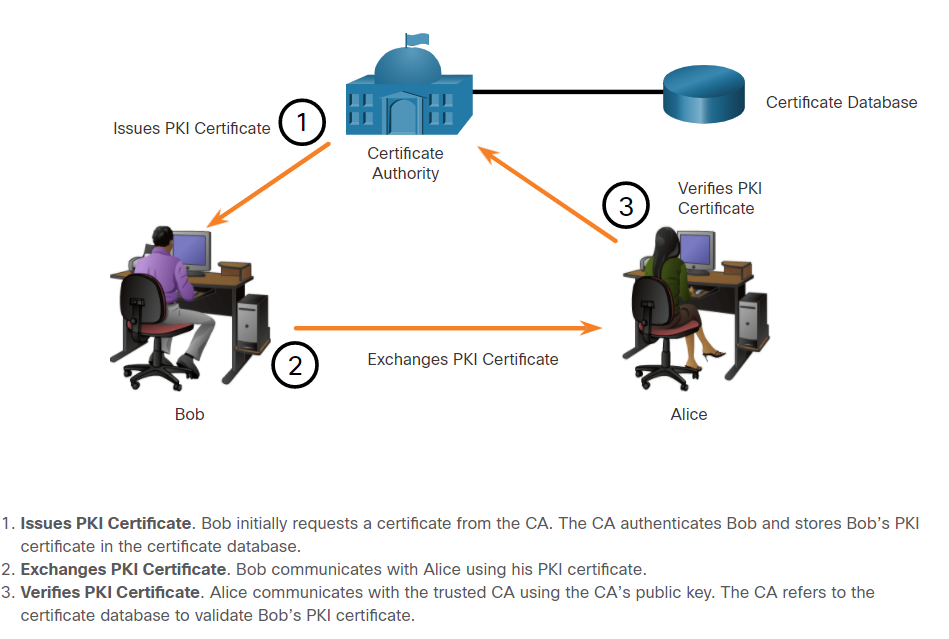 Issues PKI Certificate
1
Certificate
Authority
Certificate Database
3
Verifies PKI
Certificate
2
Exchanges PKI Certificate
Bob
Alice
1. Issues PKI Certificate. Bob initially requests a certificate from the CA. The CA authenticates Bob and stores Bob’s PKI
certificate in the certificate database.
2. Exchanges PKI Certificate. Bob communicates with Alice using his PKI certificate.
3. Verifies PKI Certificate. Alice communicates with the trusted CA using the CA’s public key. The CA refers to the
certificate database to validate Bob’s PKI certificate.